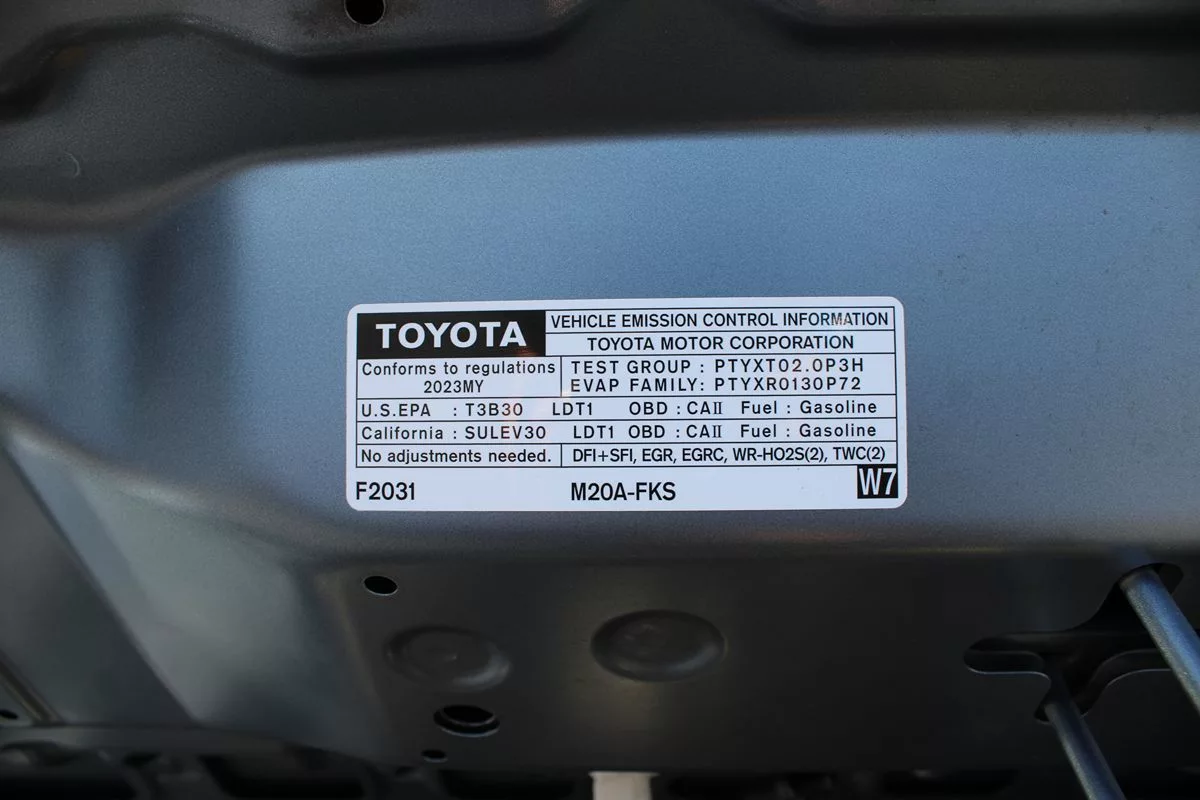 TOYOTA
VEHICLE EMISSION CONTROL INFORMATION
TOYOTA MOTOR CORPORATION
Conforms to regulations
2023MY
TEST GROUP : PTYXT02.0P3H
EVAP FAMILY: PTYXR0130P72
U.S.EPA : T3B30 LDT1 OBD : CAII Fuel : Gasoline
California : SULEV30 LDT1 OBD : CAII Fuel : Gasoline
No adjustments needed. DFI+SFI, EGR, EGRC, WR-HO2S(2), TWC(2)
F2031 M20A-FKS W7